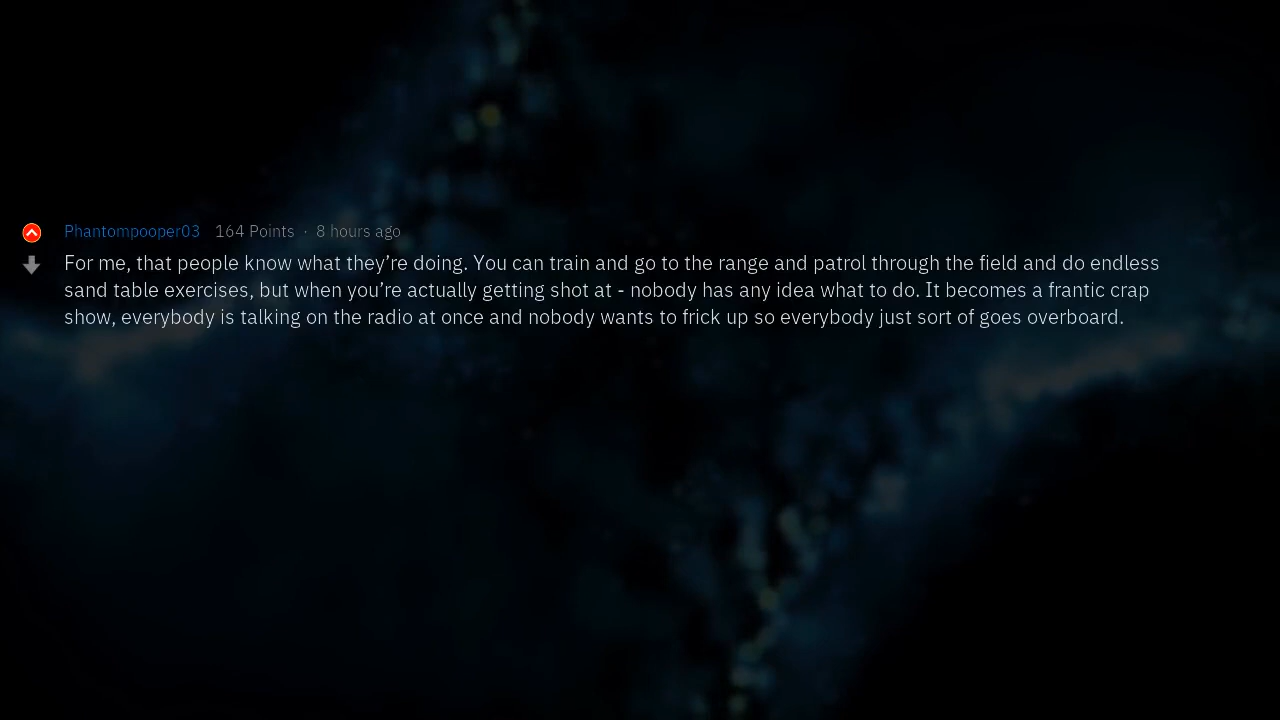 Phantompooper03 164 Points · 8 hours ago
For me, that people know what they’re doing. You can train and go to the range and patrol through the field and do endless
sand table exercises, but when you’re actually getting shot at - nobody has any idea what to do. It becomes a frantic crap
show, everybody is talking on the radio at once and nobody wants to frick up so everybody just sort of goes overboard.